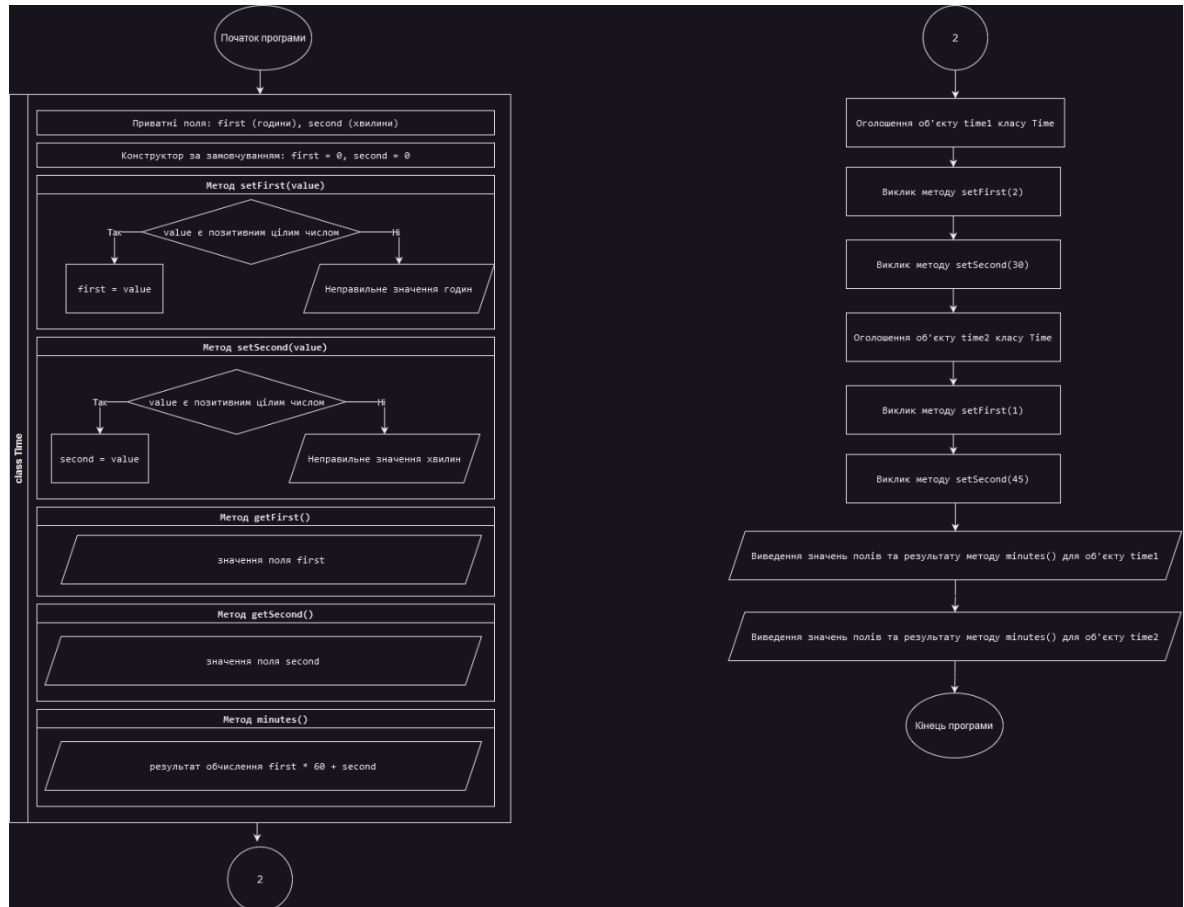 Початок програми
class Time
Приватні поля: first (години), second (хвилини)
Конструктор за замовчуванням: first = 0, second = 0
Метод setFirst(value)
value є позитивним цілим числом
Так
Ні
first = value
Неправильне значення годин
Метод setSecond(value)
value є позитивним цілим числом
Так
Ні
second = value
Неправильне значення хвилин
Метод getFirst()
значення поля first
Метод getSecond()
значення поля second
Метод minutes()
результат обчислення first * 60 + second
2
2
Оголошення об'єкту time1 класу Time
Виклик методу setFirst(2)
Виклик методу setSecond(30)
Оголошення об'єкту time2 класу Time
Виклик методу setFirst(1)
Виклик методу setSecond(45)
Виведення значень полів та результату методу minutes() для об'єкту time1
Виведення значень полів та результату методу minutes() для об'єкту time2
Кінець програми